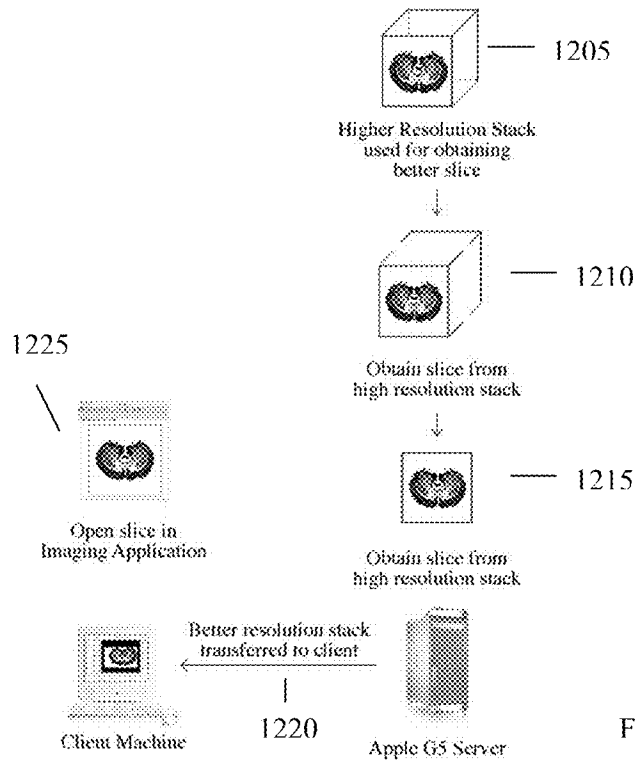 1205
Higher Resolution Stack
used for obtaining
better slice
1210
Obtain slice from
high resolution stack
1225
1215
Open slice in
Imaging Application
Obtain slice from
high resolution stack
Better resolution stack
transferred to client
1220
Client Machine
Apple G5 Server
F